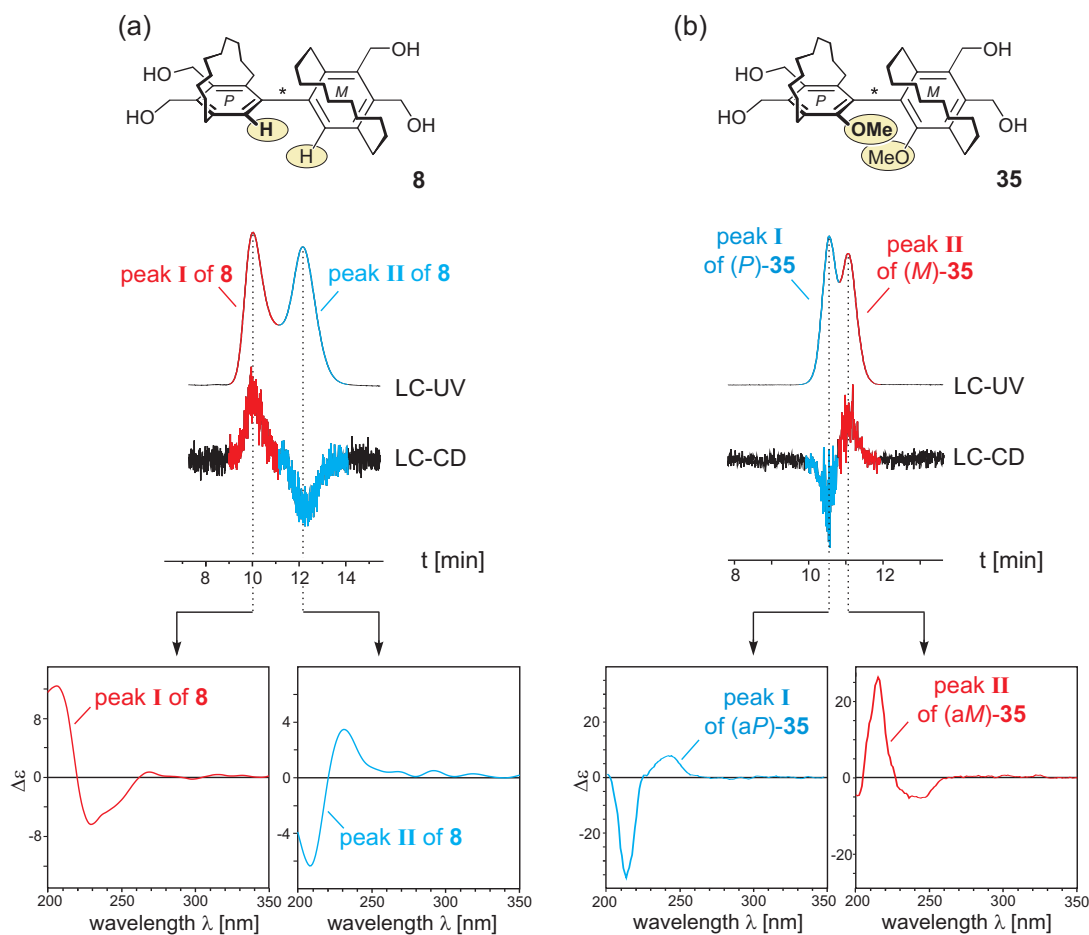 (a)
HO
OH
P
*
M
HO
OH
H
H
8
(b)
HO
OH
P
*
M
HO
OH
OMe
MeO
35
peak I of 8
peak II of 8
LC-UV
LC-CD
8 10 12 14
t [min]
peak I
of (P)-35
peak II
of (M)-35
LC-UV
LC-CD
8 10 12
t [min]
Δε
8
0
-8
peak I of 8
200 250 300 350
wavelength λ [nm]
4
0
-4
peak II of 8
200 250 300 350
wavelength λ [nm]
Δε
20
0
-20
peak I
of (aP)-35
200 250 300 350
wavelength λ [nm]
20
0
-20
peak II
of (aM)-35
200 250 300 350
wavelength λ [nm]